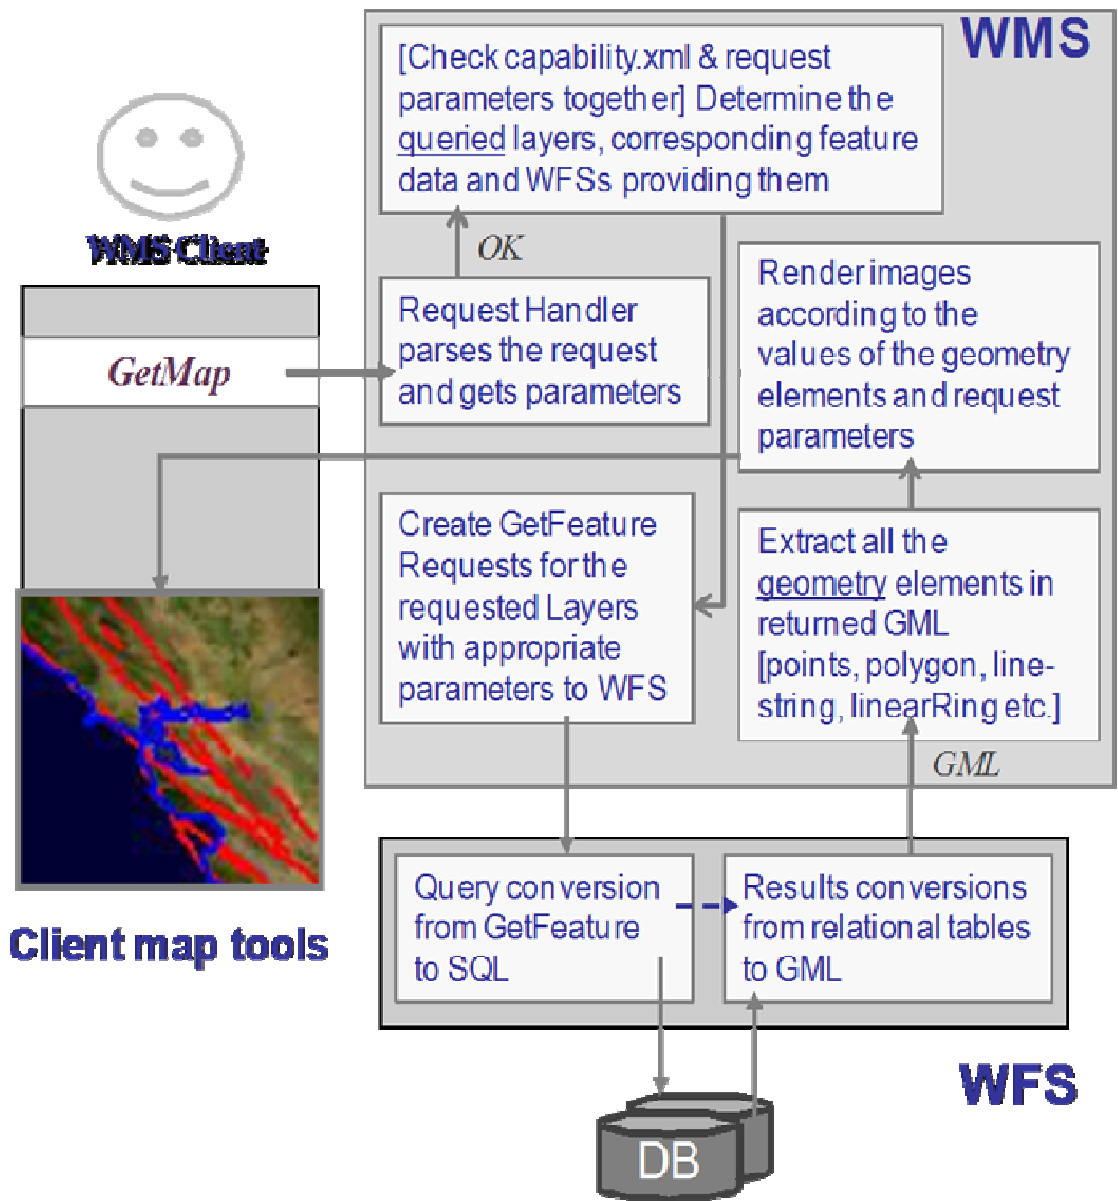 WMS
[Check capability.xml & request
parameters together] Determine the
queried layers, corresponding feature
data and WFSs providing them
WMS Client
OK
Request Handler
parses the request
and gets parameters
GetMap
Render images
according to the
values of the geometry
elements and request
parameters
Create GetFeature
Requests for the
requested Layers
with appropriate
parameters to WFS
Extract all the
geometry elements in
returned GML
[points, polygon, line-
string, linearRing etc.]
GML
Client map tools
Query conversion
from GetFeature
to SQL
Results conversions
from relational tables
to GML
WFS
DB